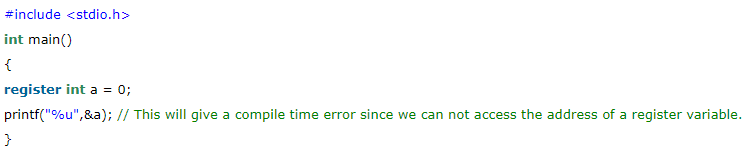 #include <stdio.h>
int main()
{
register int a = 0;
printf("%u",&a); // This will give a compile time error since we can not access the address of a register variable.
}